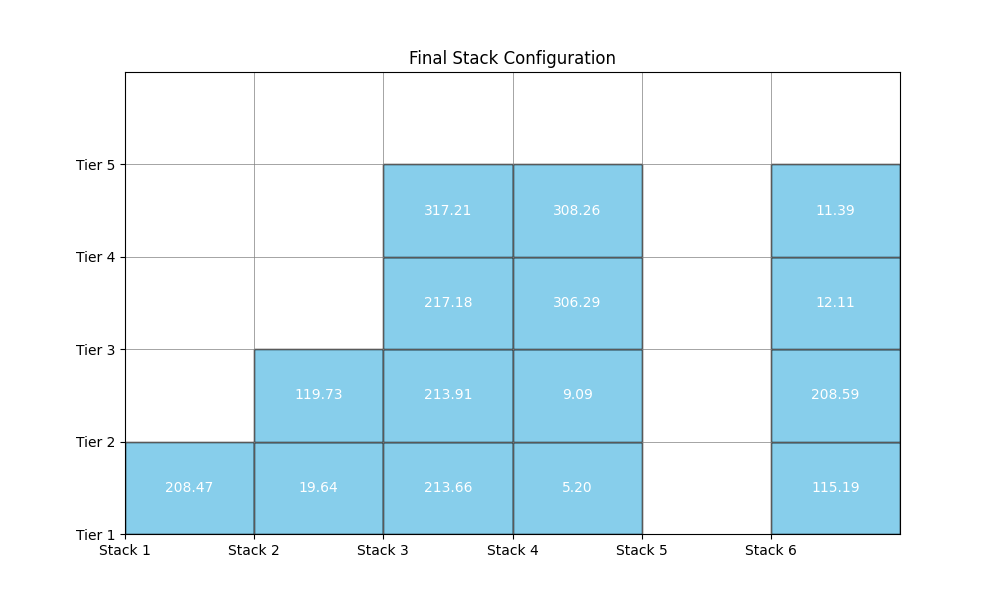 Final Stack Configuration
Tier 5
317.21 308.26 11.39
Tier 4
217.18 306.29 12.11
Tier 3
119.73 213.91 9.09 208.59
Tier 2
208.47 19.64 213.66 5.20 115.19
Tier 1
Stack 1 Stack 2 Stack 3 Stack 4 Stack 5 Stack 6